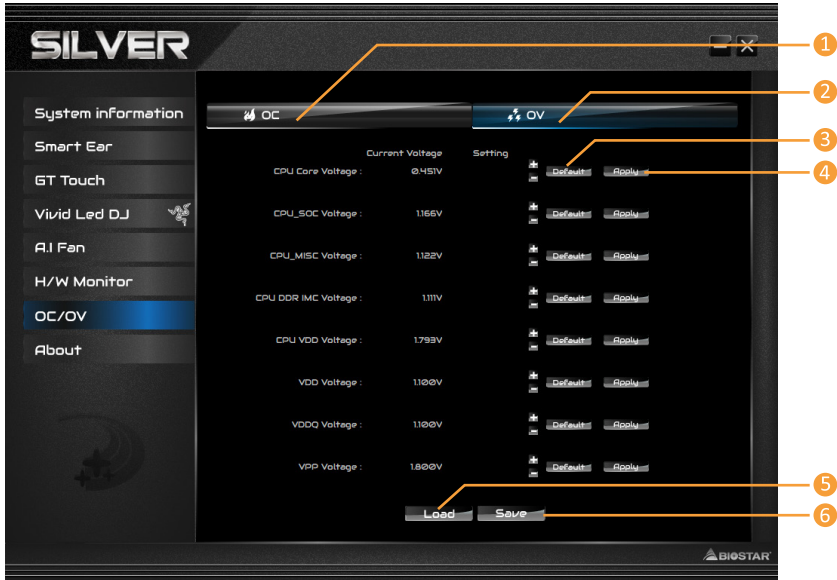 SILVER
1
2
OC
OV
System information
Smart Ear
GT Touch
Vivid Led DJ
A.I Fan
H/W Monitor
OC/OV
About
Current Voltage Setting
3
4
CPU Core Voltage : 0.451V + - Default Apply
CPU_SOC Voltage : 1.166V + - Default Apply
CPU_MISC Voltage : 1.122V + - Default Apply
CPU DDR IMC Voltage : 1.111V + - Default Apply
CPU VDD Voltage : 1.793V + - Default Apply
VDD Voltage : 1.100V + - Default Apply
VDDQ Voltage : 1.100V + - Default Apply
VPP Voltage : 1.800V + - Default Apply
5
Load Save
6
BIOSTAR